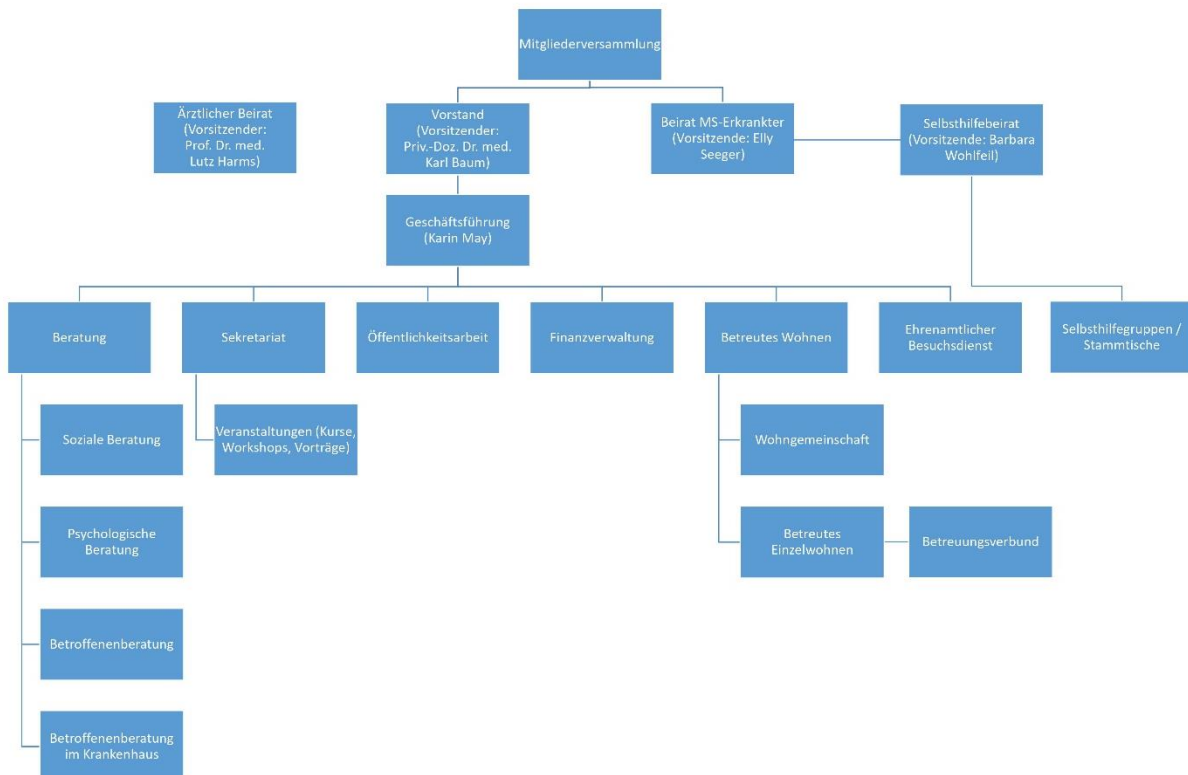 Mitgliederversammlung
Ärztlicher Beirat
(Vorsitzender:
Prof. Dr. med.
Lutz Harms)
Vorstand
(Vorsitzender:
Priv.-Doz. Dr. med.
Karl Baum)
Beirat MS-Erkrankter
(Vorsitzende: Elly
Seeger)
Selbsthilfebeirat
(Vorsitzende: Barbara
Wohlfeil)
Geschäftsführung
(Karin May)
Beratung
Sekretariat
Öffentlichkeitsarbeit
Finanzverwaltung
Betreutes Wohnen
Ehrenamtlicher
Besuchsdienst
Selbsthilfegruppen /
Stammtische
Soziale Beratung
Veranstaltungen (Kurse,
Workshops, Vorträge)
Wohngemeinschaft
Psychologische
Beratung
Betreutes
Einzelwohnen
Betreuungsverbund
Betroffenenberatung
Betroffenenberatung
im Krankenhaus